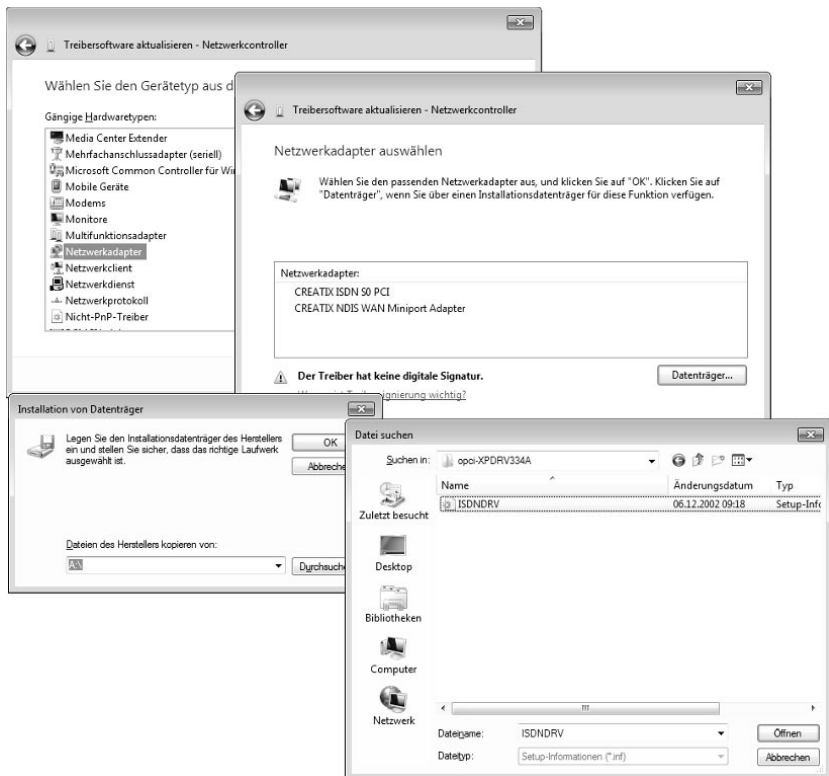 Treibersoftware aktualisieren - Netzwerkcontroller
Wählen Sie den Gerätetyp aus d
Gängige Hardwaretypen:
Media Center Extender
Mehrfachanschlussadapter (seriell)
Microsoft Common Controller für Wi
Mobile Geräte
Modems
Monitore
Multifunktionsadapter
Netzwerkadapter
Netzwerkclient
Netzwerkdienst
Netzwerkprotokoll
Nicht-PnP-Treiber
Treibersoftware aktualisieren - Netzwerkcontroller
Netzwerkadapter auswählen
Wählen Sie den passenden Netzwerkadapter aus, und klicken Sie auf "OK". Klicken Sie auf
"Datenträger", wenn Sie über einen Installationsdatenträger für diese Funktion verfügen.
Netzwerkadapter:
CREATIX ISDN S0 PCI
CREATIX NDIS WAN Miniport Adapter
Der Treiber hat keine digitale Signatur.
Datenträger...
wichtig?
Installation von Datenträger
Legen Sie den Installationsdatenträger des Herstellers
ein und stellen Sie sicher, dass das richtige Laufwerk
ausgewählt ist.
OK
Abbreche
Dateien des Herstellers kopieren von:
A:\
Durchsuche
Datei suchen
Suchen in:
opci-XPDRV334A
Name
Änderungsdatum
Typ
ISDNDRV
06.12.2002 09:18
Setup-Info
Zuletzt besucht
Desktop
Bibliotheken
Computer
Netzwerk
Dateiname:
ISDNDRV
Öffnen
Dateityp:
Setup-Informationen (*.inf)
Abbrechen